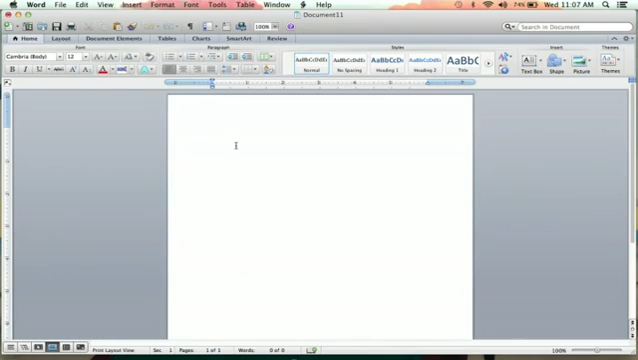 Word File Edit View Insert Format Font Tools Table Window Help 74% Wed 11:07 AM
Document11
100% Search in Document
Home Layout Document Elements Tables Charts SmartArt Review
Font Paragraph Styles Insert Themes
Cambria (Body) 12
Normal No Spacing Heading 1 Heading 2 Title Text Box Shape Picture Themes
Print Layout View Sec 1 Pages: 1 of 1 Words: 0 of 0 100%